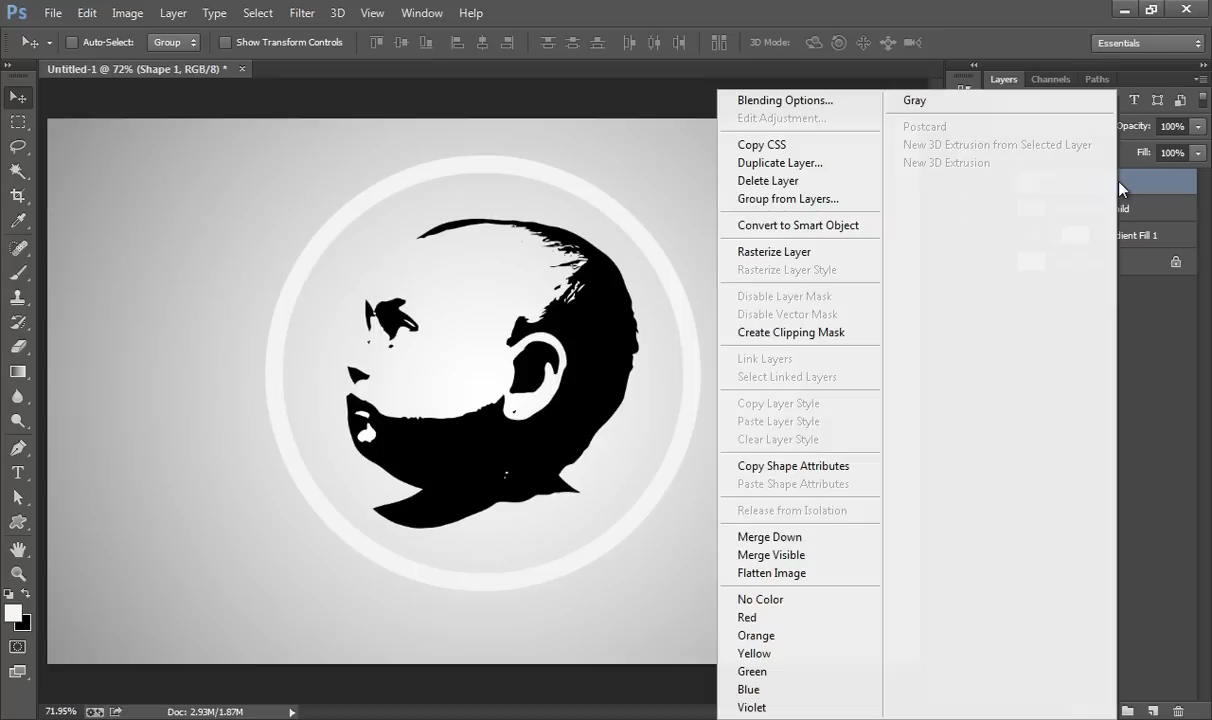 Ps File Edit Image Layer Type Select Filter 3D View Window Help
Auto-Select: Group Show Transform Controls 3D Mode: Essentials
Untitled-1 @ 72% (Shape 1, RGB/8) * Layers Channels Paths
Opacity: 100%
Fill: 100%
Blending Options...
Edit Adjustment...
Copy CSS
Duplicate Layer...
Delete Layer
Group from Layers...
Convert to Smart Object
Rasterize Layer
Rasterize Layer Style
Disable Layer Mask
Disable Vector Mask
Create Clipping Mask
Link Layers
Select Linked Layers
Copy Layer Style
Paste Layer Style
Clear Layer Style
Copy Shape Attributes
Paste Shape Attributes
Release from Isolation
Merge Down
Merge Visible
Flatten Image
No Color
Red
Orange
Yellow
Green
Blue
Violet
Gray
Postcard
New 3D Extrusion from Selected Layer
New 3D Extrusion
ild
dient Fill 1
71.95% Doc: 2.93M/1.87M